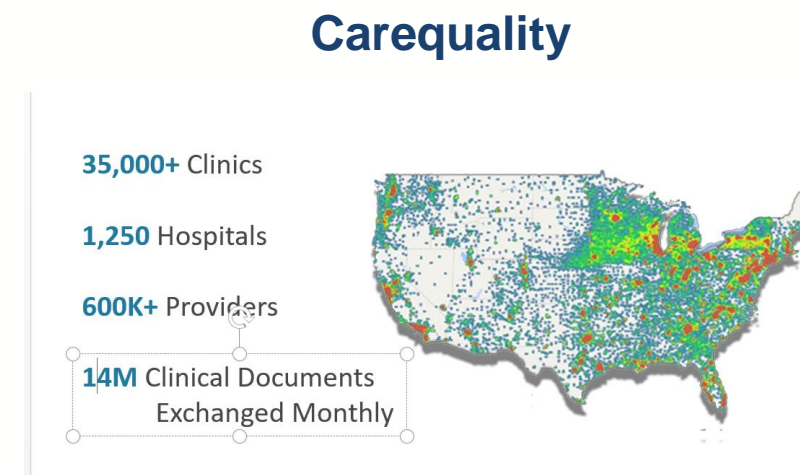 Carequality
35,000+ Clinics
1,250 Hospitals
600K+ Providers
14M Clinical Documents
Exchanged Monthly